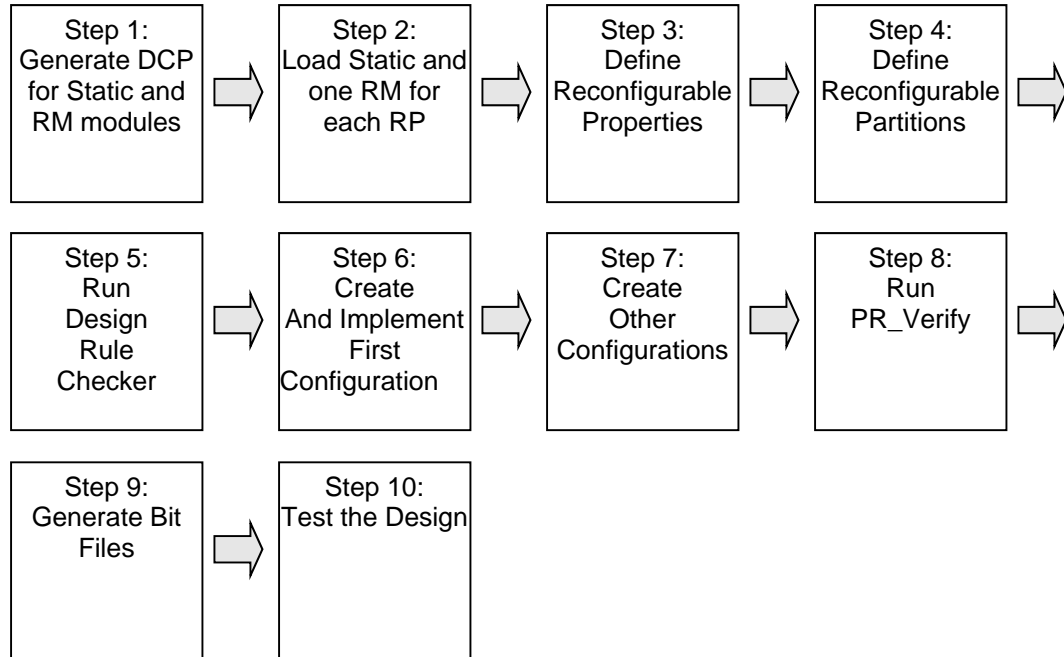 Step 1:
Generate DCP
for Static and
RM modules
Step 2:
Load Static and
one RM for
each RP
Step 3:
Define
Reconfigurable
Properties
Step 4:
Define
Reconfigurable
Partitions
Step 5:
Run
Design
Rule
Checker
Step 6:
Create
And Implement
First
Configuration
Step 7:
Create
Other
Configurations
Step 8:
Run
PR_Verify
Step 9:
Generate Bit
Files
Step 10:
Test the Design